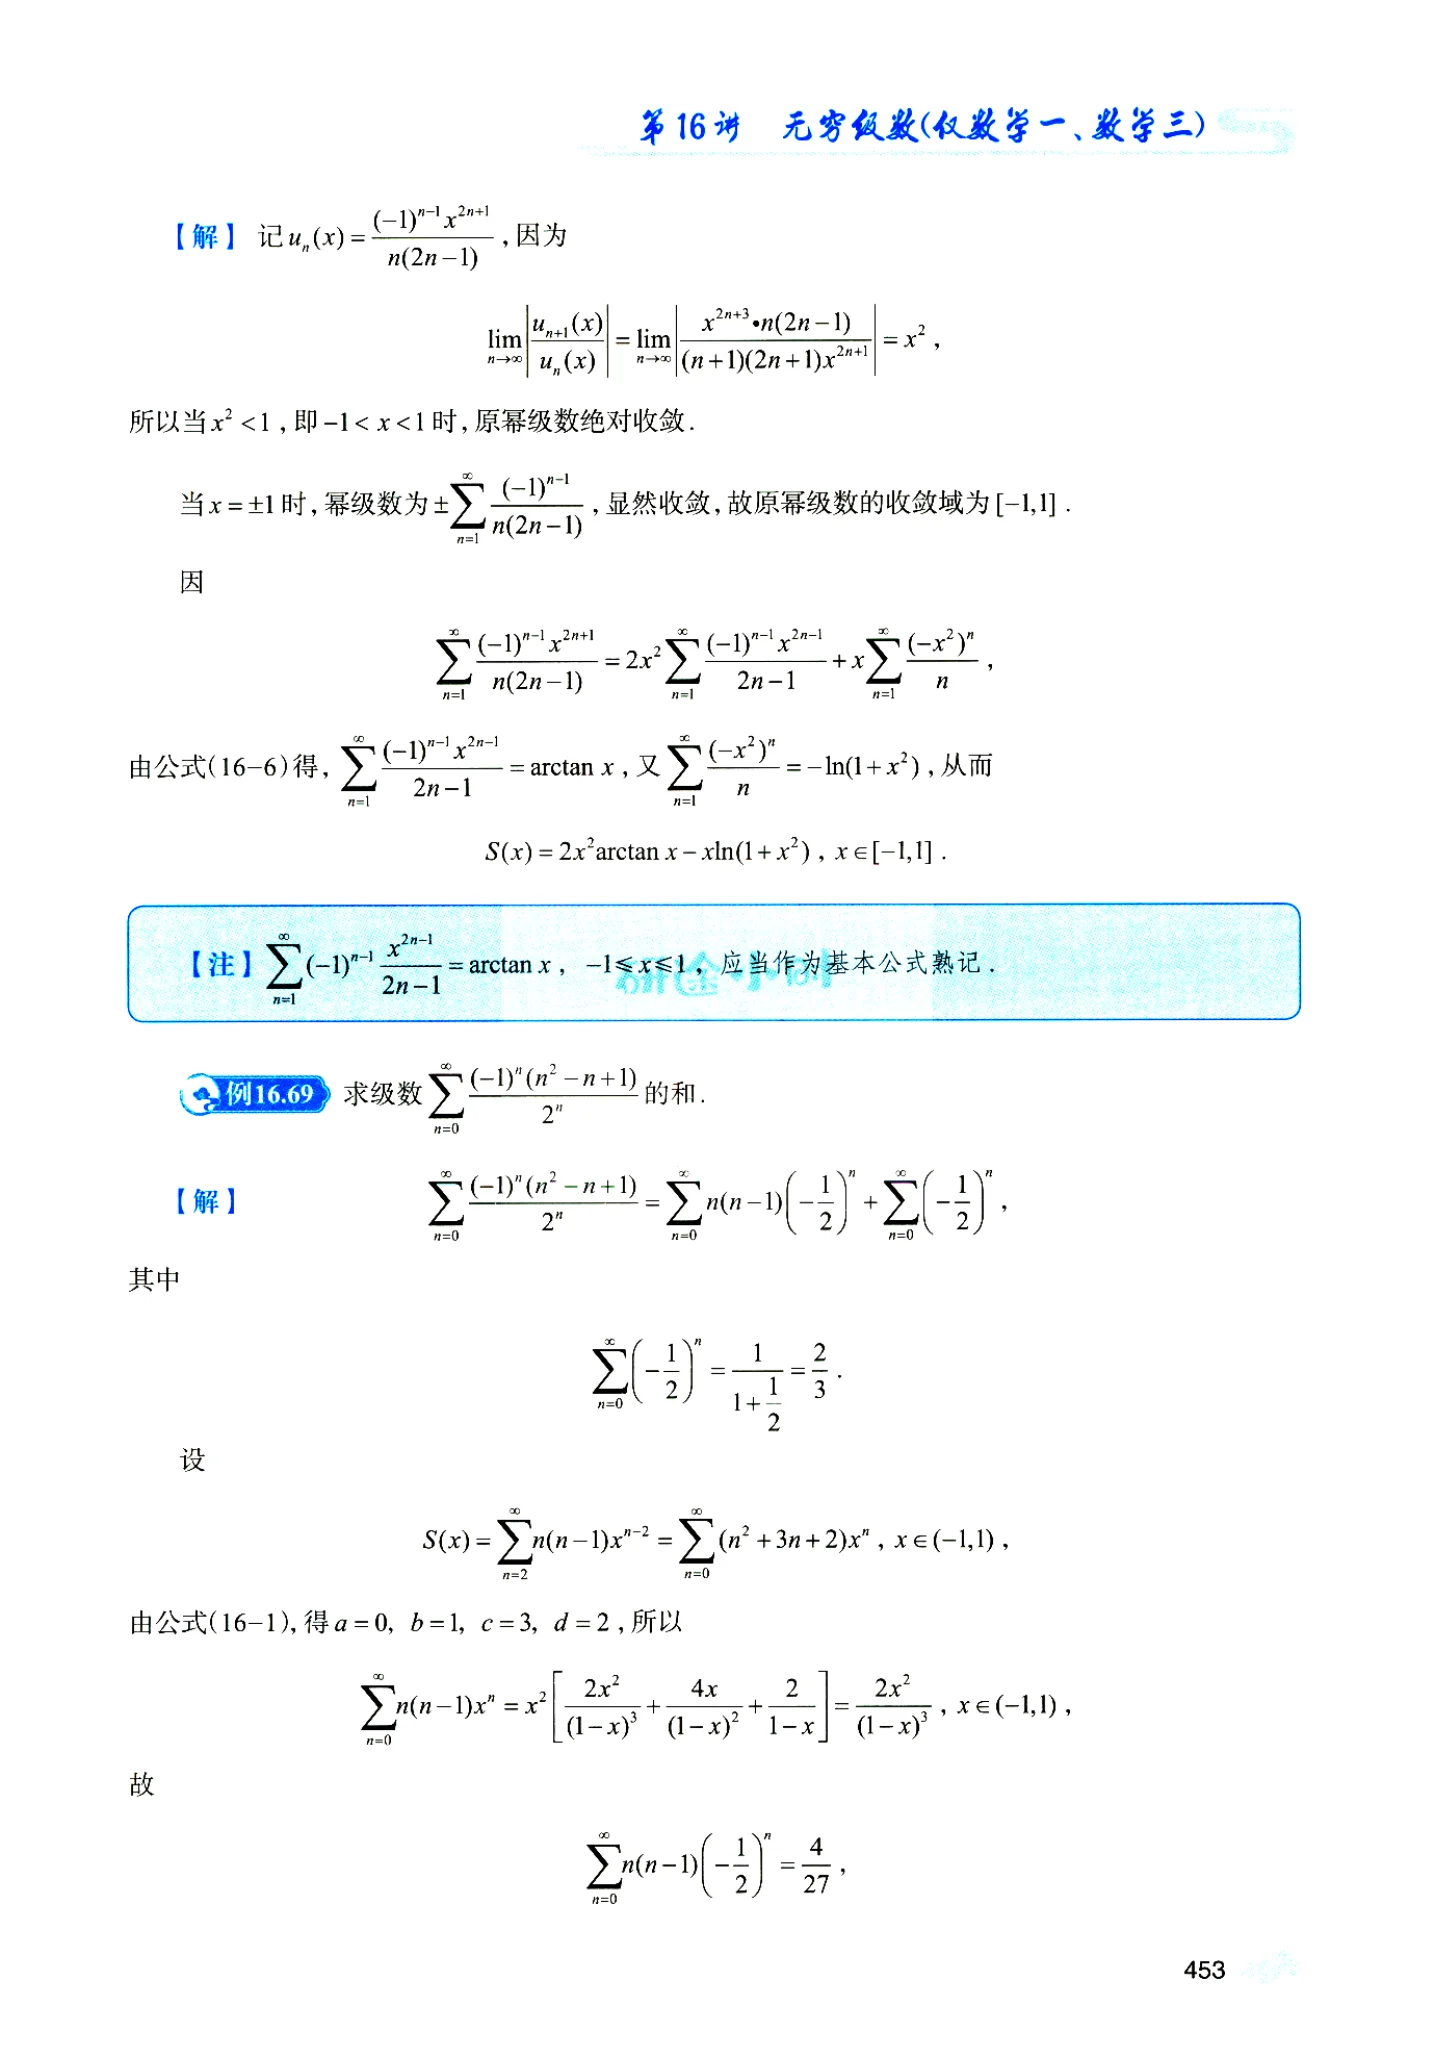 第16讲 无穷级数(仅数学一、数学三)
【解】 记 $u_n(x)=\frac{(-1)^{n-1}x^{2n+1}}{n(2n-1)}$,因为
$\lim_{n\to\infty}\left|\frac{u_{n+1}(x)}{u_n(x)}\right|=\lim_{n\to\infty}\left|\frac{x^{2n+3}\bullet n(2n-1)}{(n+1)(2n+1)x^{2n+1}}\right|=x^2$,
所以当 $x^2<1$,即 $-1<x<1$ 时,原幂级数绝对收敛.
当 $x=\pm1$ 时,幂级数为 $\pm\sum_{n=1}^{\infty}\frac{(-1)^{n-1}}{n(2n-1)}$,显然收敛,故原幂级数的收敛域为 $[-1,1]$.
因
$\sum_{n=1}^{\infty}\frac{(-1)^{n-1}x^{2n+1}}{n(2n-1)}=2x^2\sum_{n=1}^{\infty}\frac{(-1)^{n-1}x^{2n-1}}{2n-1}+x\sum_{n=1}^{\infty}\frac{(-x^2)^n}{n}$,
由公式(16-6)得,$\sum_{n=1}^{\infty}\frac{(-1)^{n-1}x^{2n-1}}{2n-1}=\arctan x$,又 $\sum_{n=1}^{\infty}\frac{(-x^2)^n}{n}=-\ln(1+x^2)$,从而
$S(x)=2x^2\arctan x-x\ln(1+x^2)$, $x\in[-1,1]$.
【注】 $\sum_{n=1}^{\infty}(-1)^{n-1}\frac{x^{2n-1}}{2n-1}=\arctan x$, $-1\leqslant x\leqslant1$,应当作为基本公式熟记.
例16.69 求级数 $\sum_{n=0}^{\infty}\frac{(-1)^n(n^2-n+1)}{2^n}$ 的和.
【解】 $\sum_{n=0}^{\infty}\frac{(-1)^n(n^2-n+1)}{2^n}=\sum_{n=0}^{\infty}n(n-1)\left(-\frac{1}{2}\right)^n+\sum_{n=0}^{\infty}\left(-\frac{1}{2}\right)^n$,
其中
$\sum_{n=0}^{\infty}\left(-\frac{1}{2}\right)^n=\frac{1}{1+\frac{1}{2}}=\frac{2}{3}$.
设
$S(x)=\sum_{n=2}^{\infty}n(n-1)x^{n-2}=\sum_{n=0}^{\infty}(n^2+3n+2)x^n$, $x\in(-1,1)$,
由公式(16-1),得 $a=0$, $b=1$, $c=3$, $d=2$,所以
$\sum_{n=0}^{\infty}n(n-1)x^n=x^2\left[\frac{2x^2}{(1-x)^3}+\frac{4x}{(1-x)^2}+\frac{2}{1-x}\right]=\frac{2x^2}{(1-x)^3}$, $x\in(-1,1)$,
故
$\sum_{n=0}^{\infty}n(n-1)\left(-\frac{1}{2}\right)^n=\frac{4}{27}$,
453